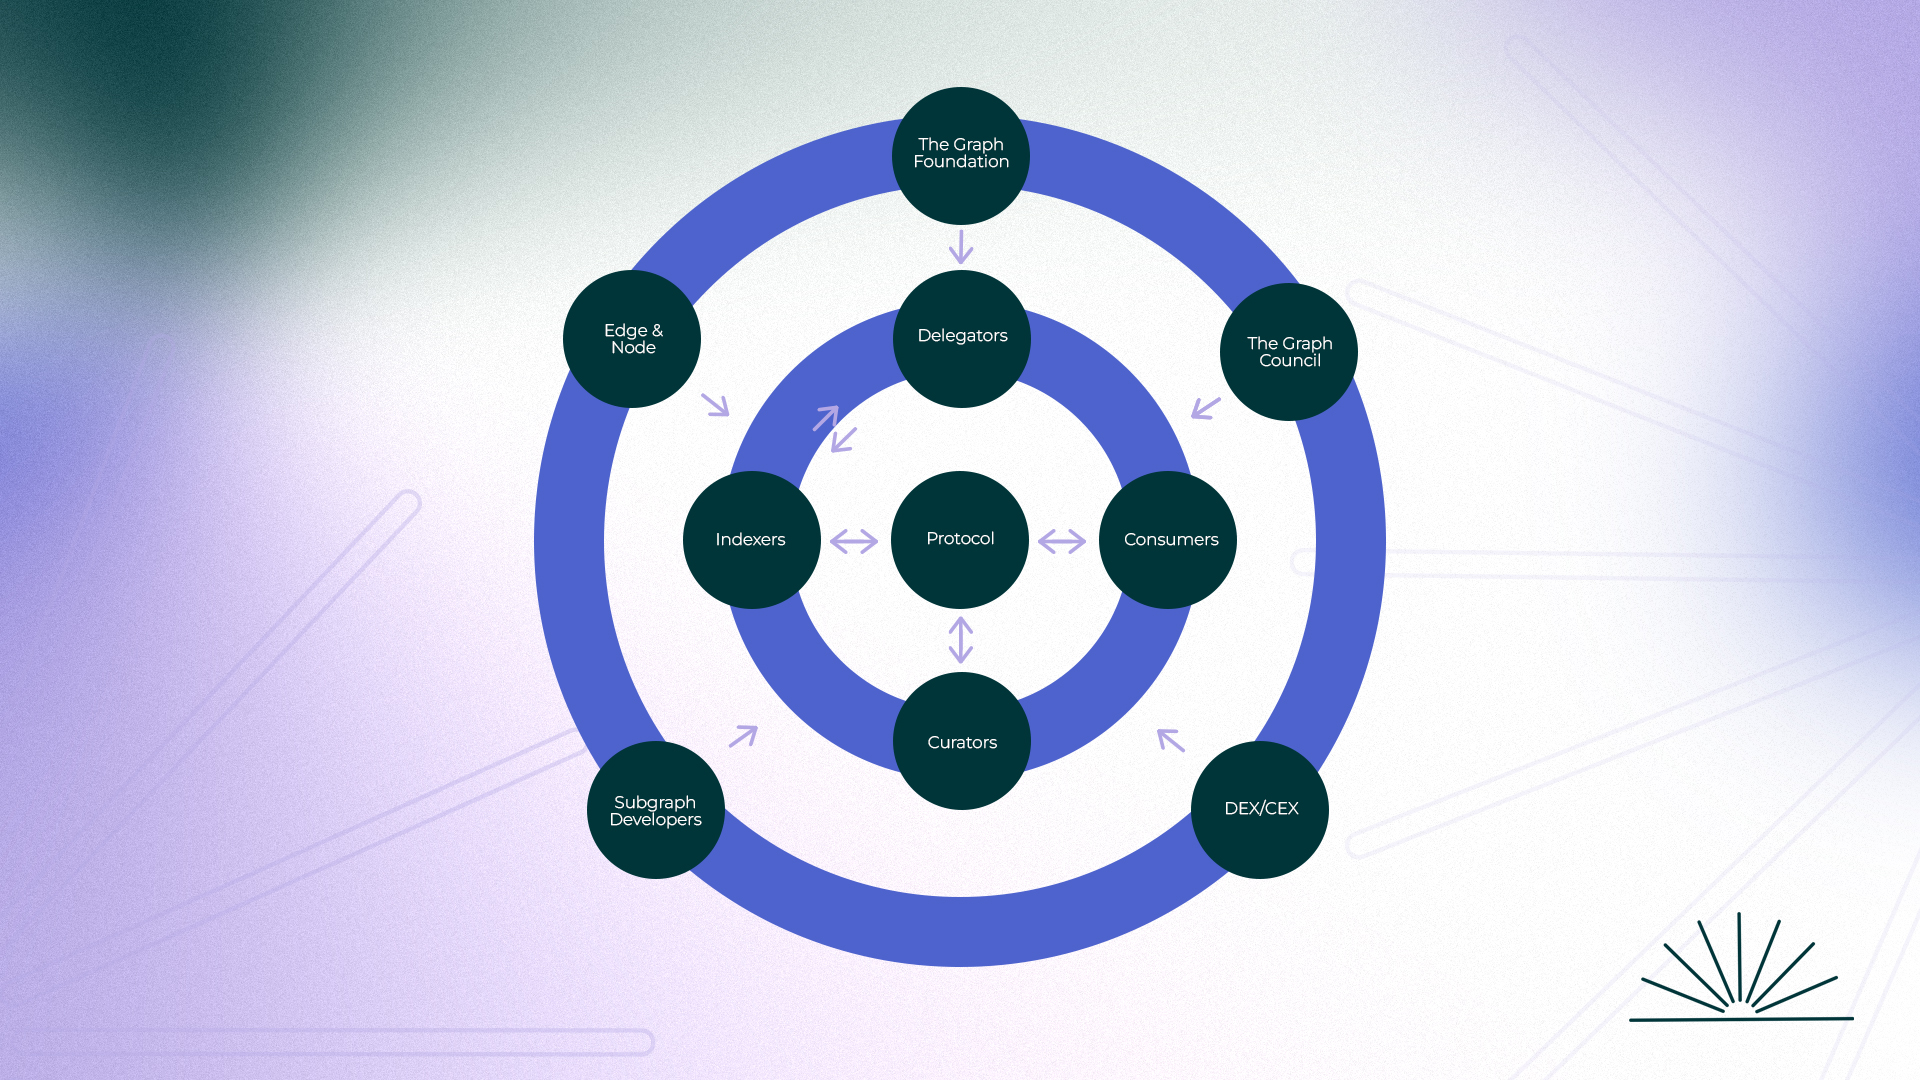 The Graph
Foundation
Edge &
Node
Delegators
The Graph
Council
Indexers
Protocol
Consumers
Curators
Subgraph
Developers
DEX/CEX